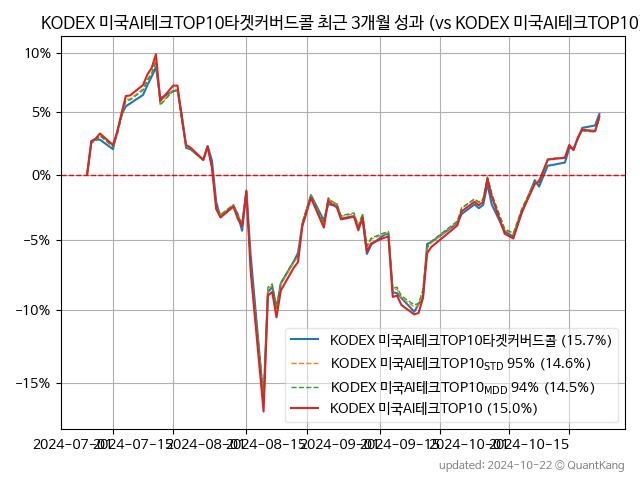 KODEX 미국AI테크TOP10타겟커버드콜 최근 3개월 성과 (vs KODEX 미국AI테크TOP10)
10%
5%
0%
−5%
−10%
−15%
KODEX 미국AI테크TOP10타겟커버드콜 (15.7%)
KODEX 미국AI테크TOP10STD 95% (14.6%)
KODEX 미국AI테크TOP10MDD 94% (14.5%)
KODEX 미국AI테크TOP10 (15.0%)
2024-07-01 2024-07-15 2024-08-01 2024-08-15 2024-09-01 2024-09-15 2024-10-01 2024-10-15
updated: 2024-10-22 © QuantKang